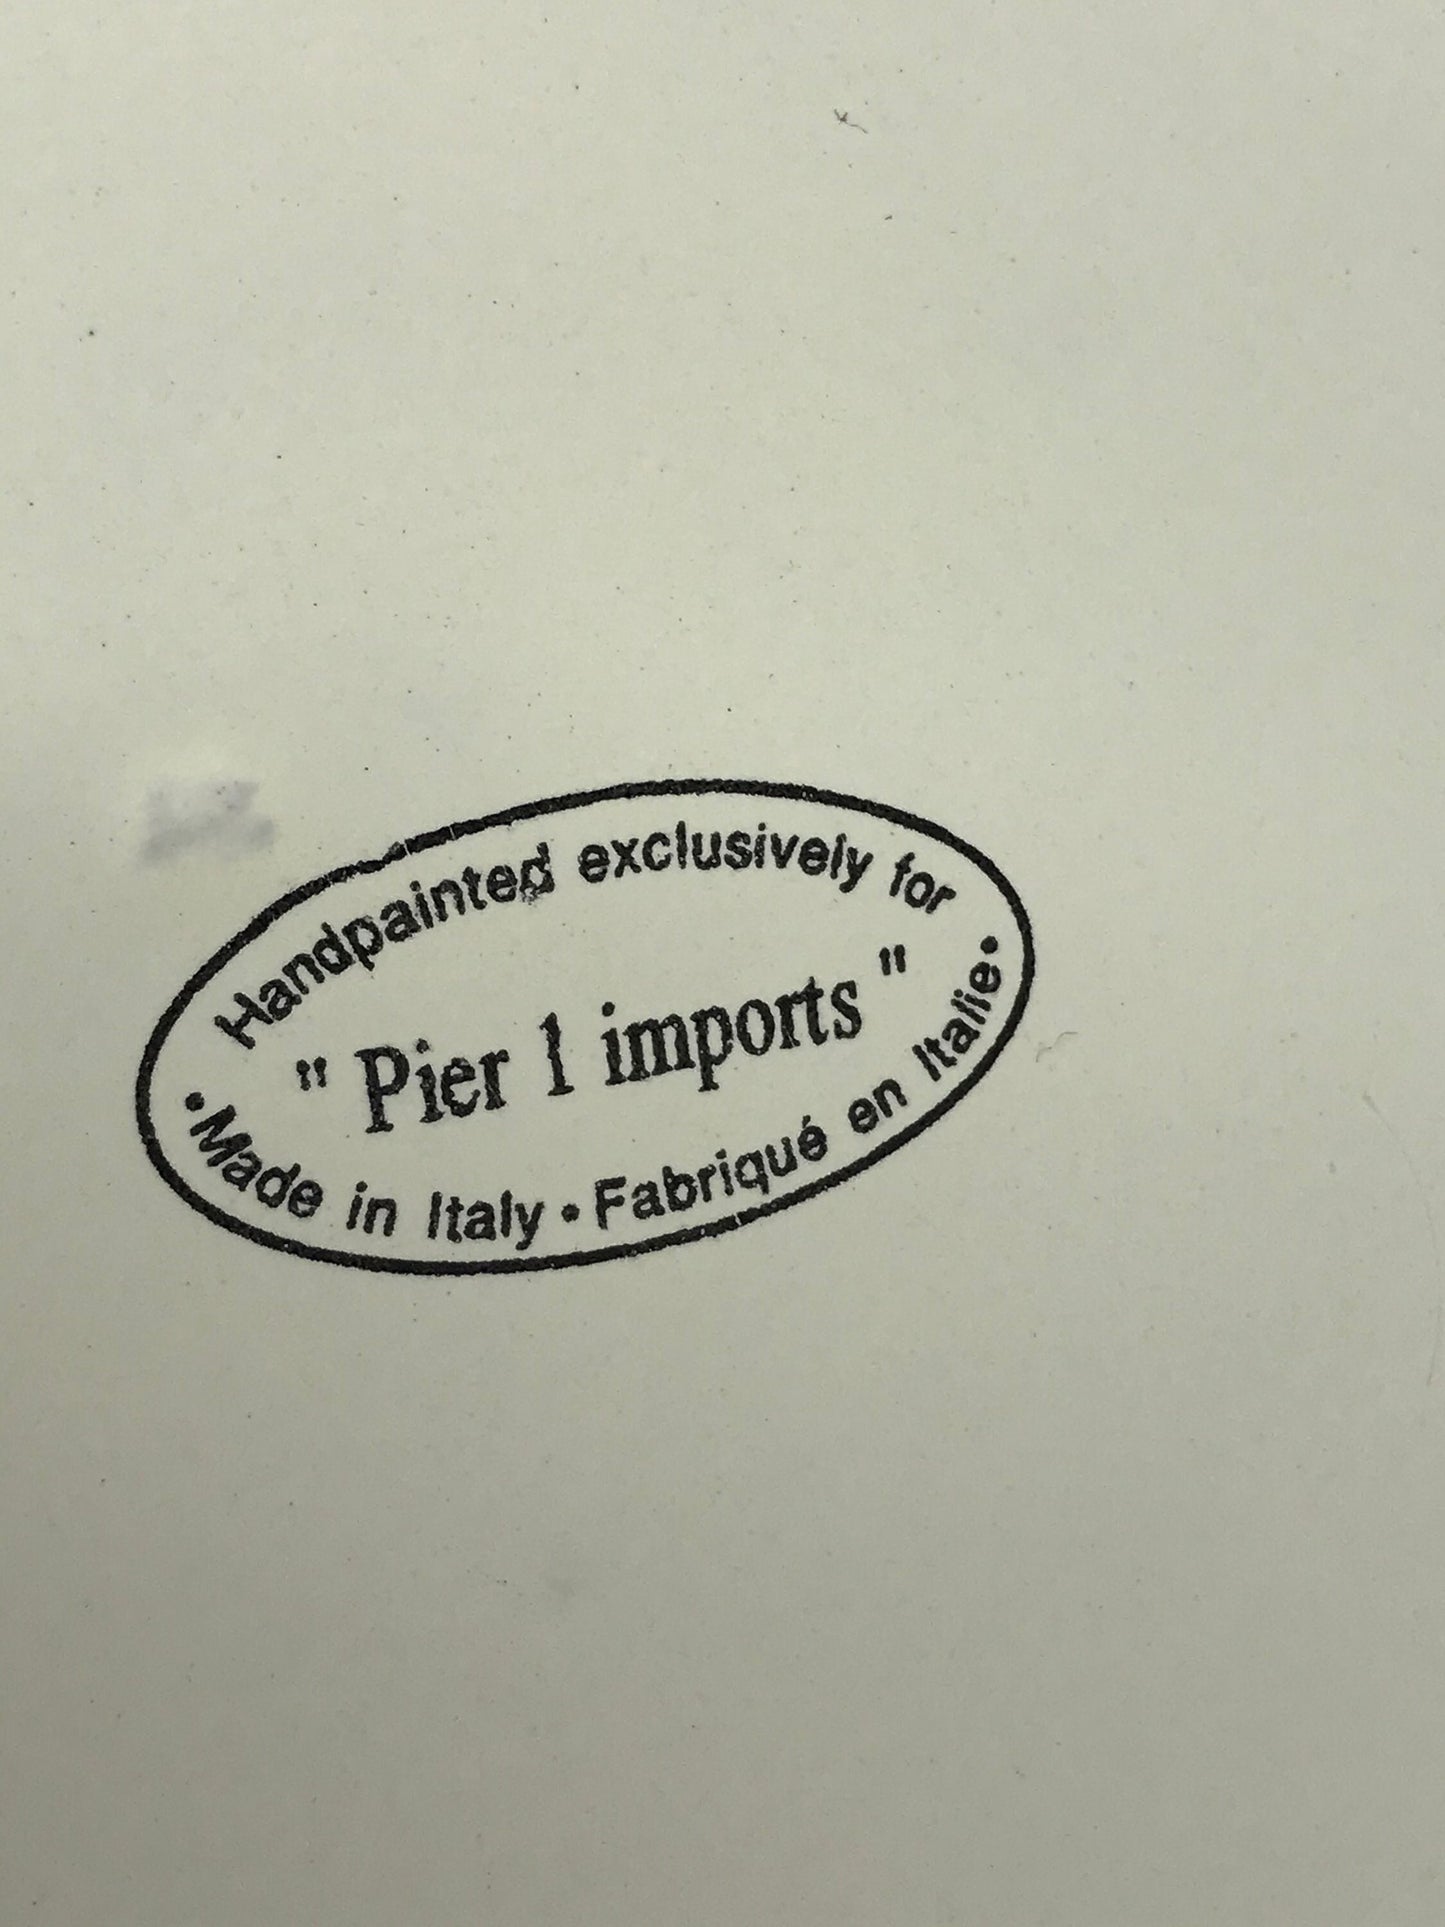 Handpainted exclusively for
" Pier 1 imports "
•Made in Italy • Fabriqué en Italie•